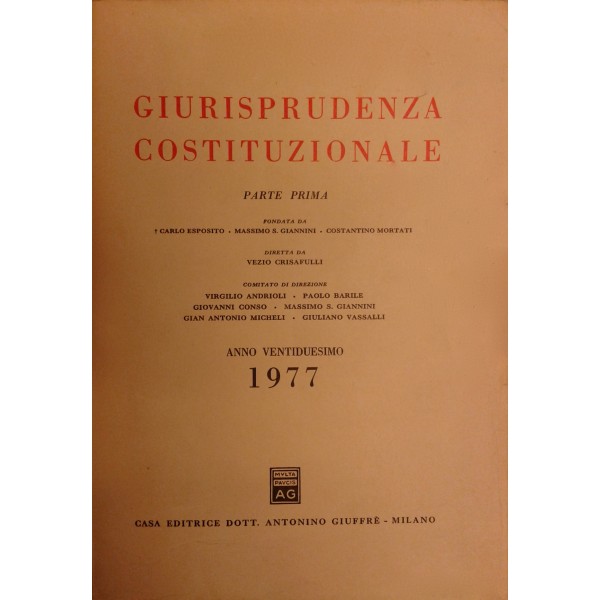 GIURISPRUDENZA
COSTITUZIONALE
PARTE PRIMA
FONDATA DA
† CARLO ESPOSITO - MASSIMO S. GIANNINI - COSTANTINO MORTATI
DIRETTA DA
VEZIO CRISAFULLI
COMITATO DI DIREZIONE
VIRGILIO ANDRIOLI - PAOLO BARILE
GIOVANNI CONSO - MASSIMO S. GIANNINI
GIAN ANTONIO MICHELI - GIULIANO VASSALLI
ANNO VENTIDUESIMO
1977
MVLTA
PAVCIS
AG
CASA EDITRICE DOTT. ANTONINO GIUFFRÈ - MILANO